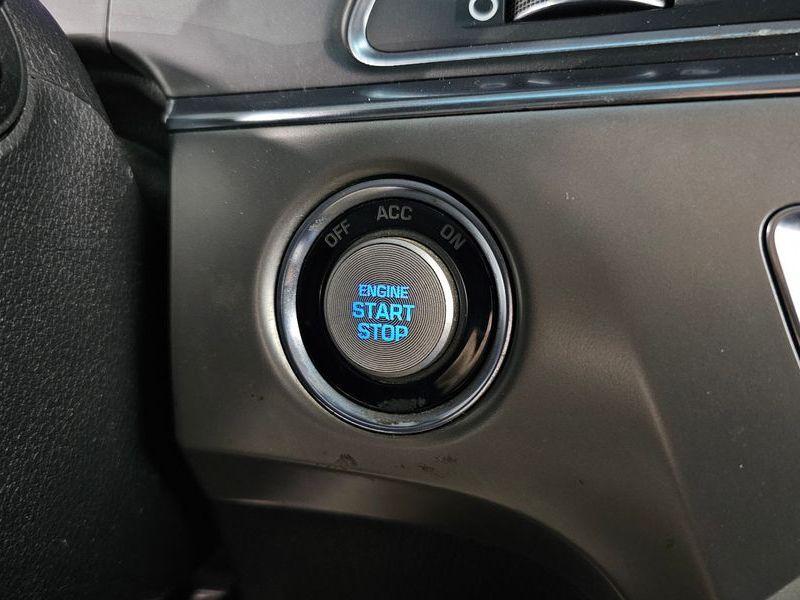 OFF ACC ON
ENGINE
START
STOP